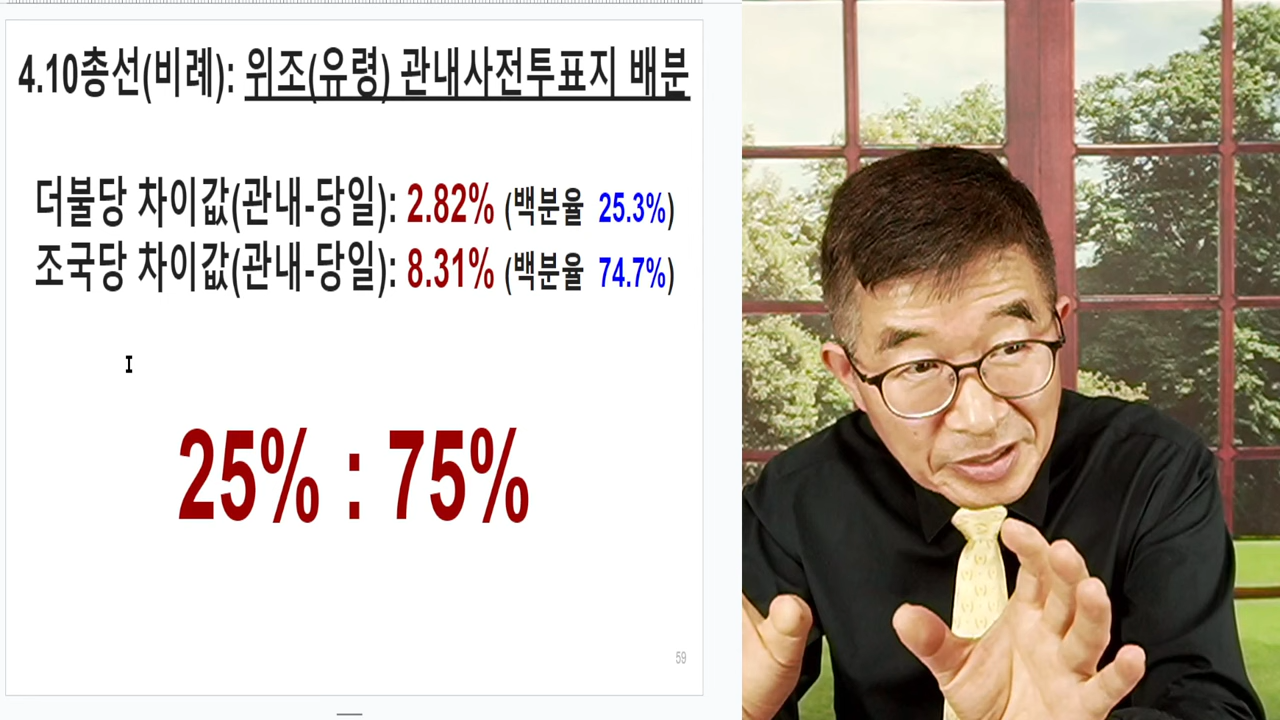 4.10총선(비례): 위조(유령) 관내사전투표지 배분
더불당 차이값(관내-당일): 2.82% (백분율 25.3%)
조국당 차이값(관내-당일): 8.31% (백분율 74.7%)
25% : 75%
59